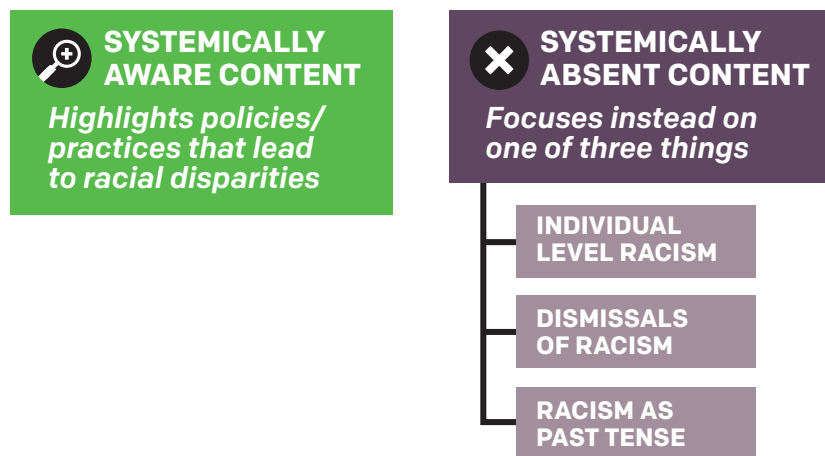 SYSTEMICALLY
AWARE CONTENT
Highlights policies/
practices that lead
to racial disparities
SYSTEMICALLY
ABSENT CONTENT
Focuses instead on
one of three things
INDIVIDUAL
LEVEL RACISM
DISMISSALS
OF RACISM
RACISM AS
PAST TENSE